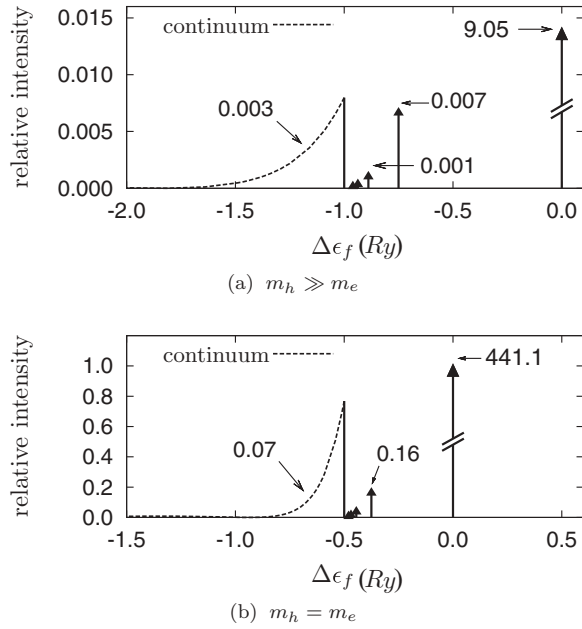 relative intensity
0.015
0.010
0.005
0.000
continuum
9.05
0.003
0.007
0.001
-2.0 -1.5 -1.0 -0.5 0.0
Δϵf (Ry)
(a) mh ≫ me
relative intensity
1.0
0.8
0.6
0.4
0.2
0.0
continuum
441.1
0.07
0.16
-1.5 -1.0 -0.5 0.0 0.5
Δϵf (Ry)
(b) mh = me